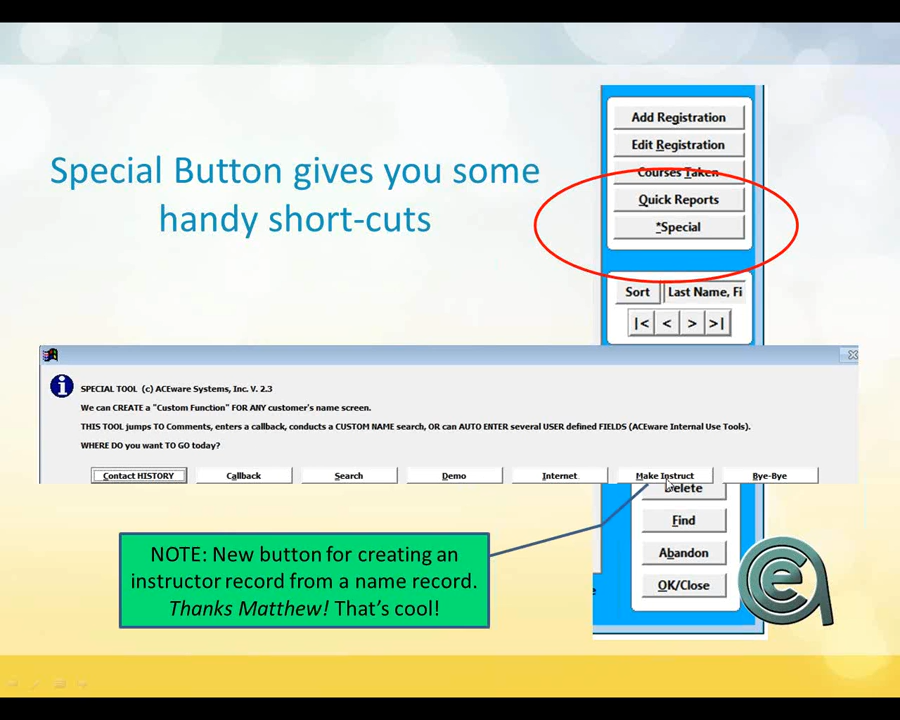 Special Button gives you some
handy short-cuts
Add Registration
Edit Registration
Courses Taken
Quick Reports
*Special
Sort
Last Name, Fi
|< < > >|
SPECIAL TOOL (c) ACEware Systems, Inc. V. 2.3
We can CREATE a "Custom Function" FOR ANY customer's name screen.
THIS TOOL jumps TO Comments, enters a callback, conducts a CUSTOM NAME search, OR can AUTO ENTER several USER defined FIELDS (ACEware Internal Use Tools).
WHERE DO you want TO GO today?
Contact HISTORY Callback Search Demo Internet Make Instruct Bye-Bye
Delete
Find
Abandon
OK/Close
NOTE: New button for creating an
instructor record from a name record.
Thanks Matthew! That's cool!